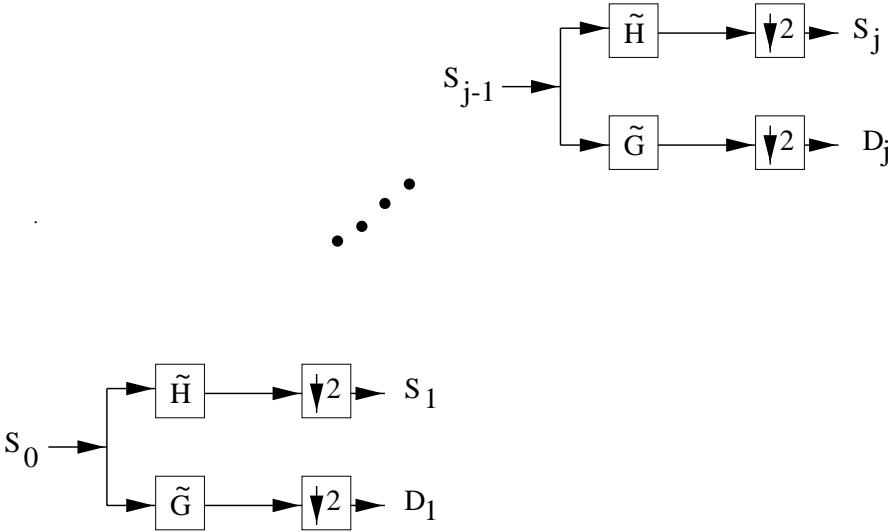 H̃ ↓2 S_j
S_{j-1}
G̃ ↓2 D_j
H̃ ↓2 S_1
S_0
G̃ ↓2 D_1